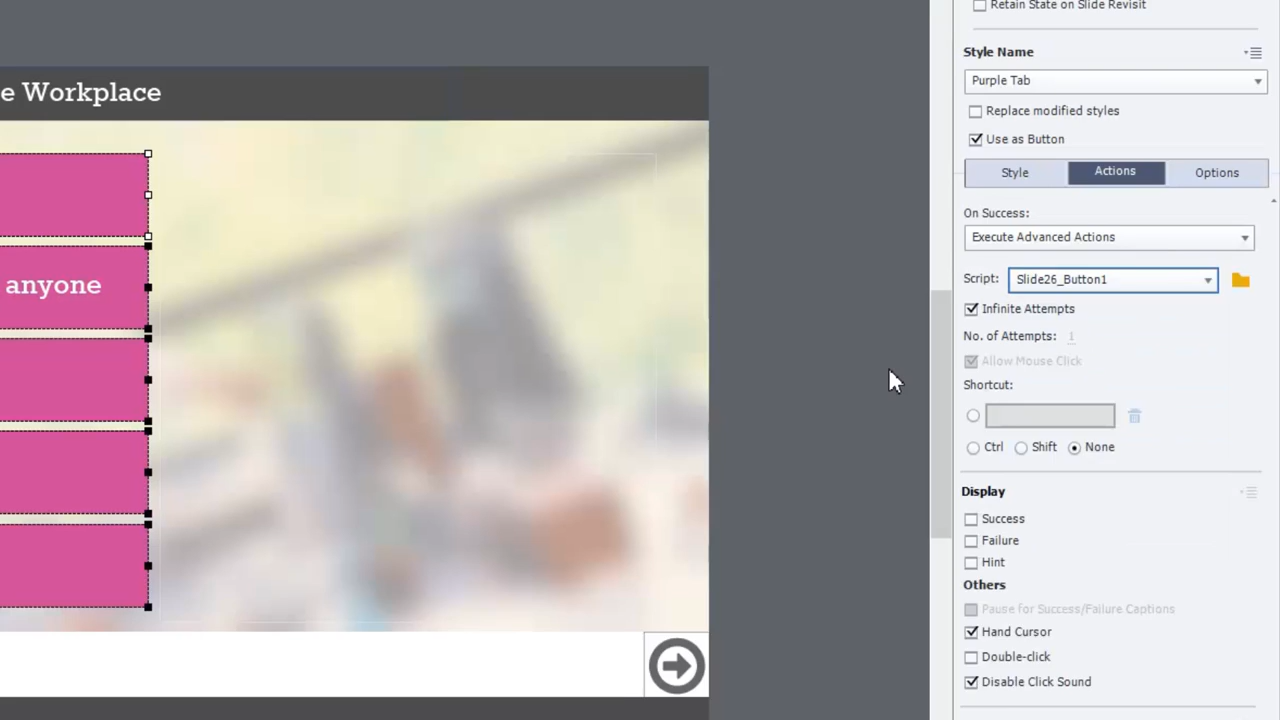 Retain State on Slide Revisit
Style Name
Purple Tab
Replace modified styles
Use as Button
Style Actions Options
On Success:
Execute Advanced Actions
Script: Slide26_Button1
Infinite Attempts
No. of Attempts: 1
Allow Mouse Click
Shortcut:
Ctrl Shift None
Display
Success
Failure
Hint
Others
Pause for Success/Failure Captions
Hand Cursor
Double-click
Disable Click Sound
e Workplace
anyone